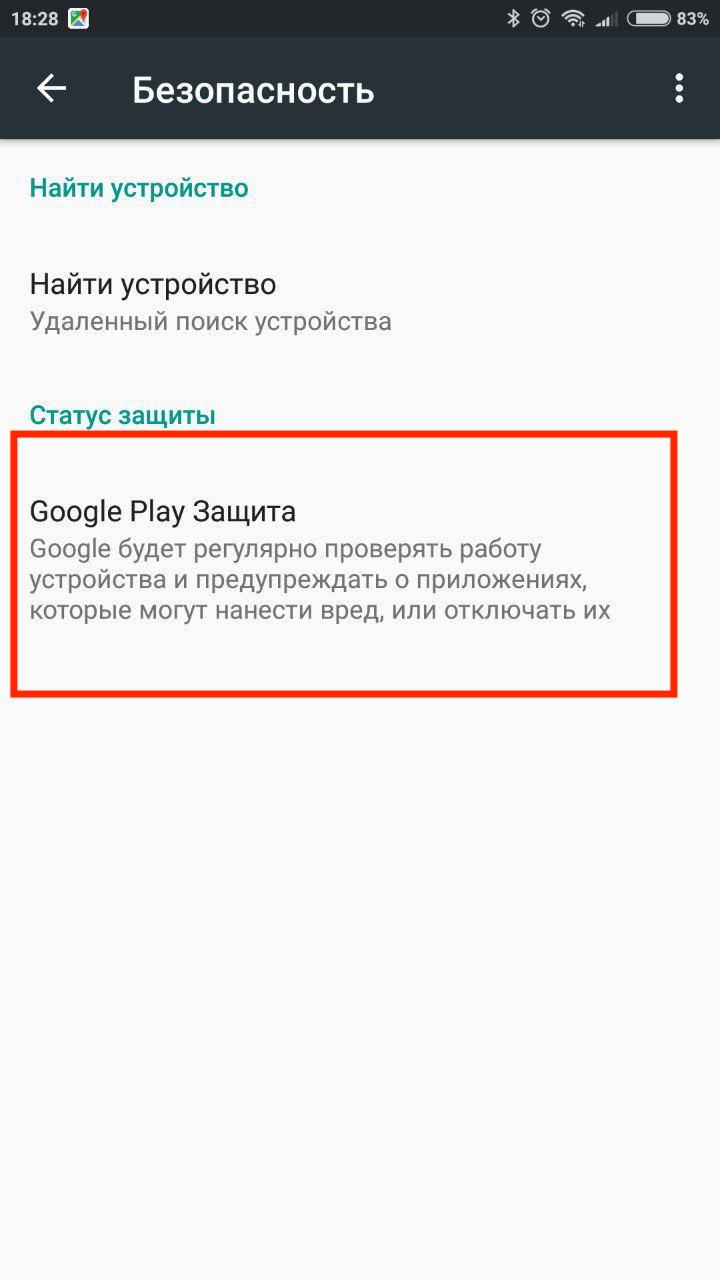 18:28
83%
Безопасность
Найти устройство
Найти устройство
Удаленный поиск устройства
Статус защиты
Google Play Защита
Google будет регулярно проверять работу
устройства и предупреждать о приложениях,
которые могут нанести вред, или отключать их